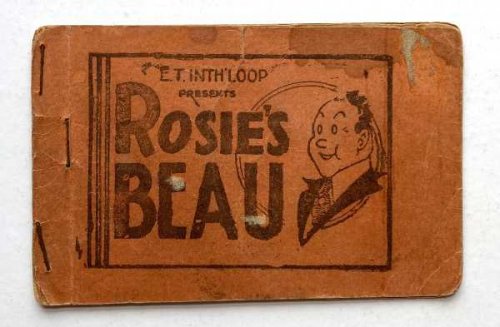 E.T. INTH'LOOP
PRESENTS
ROSIE'S
BEAU